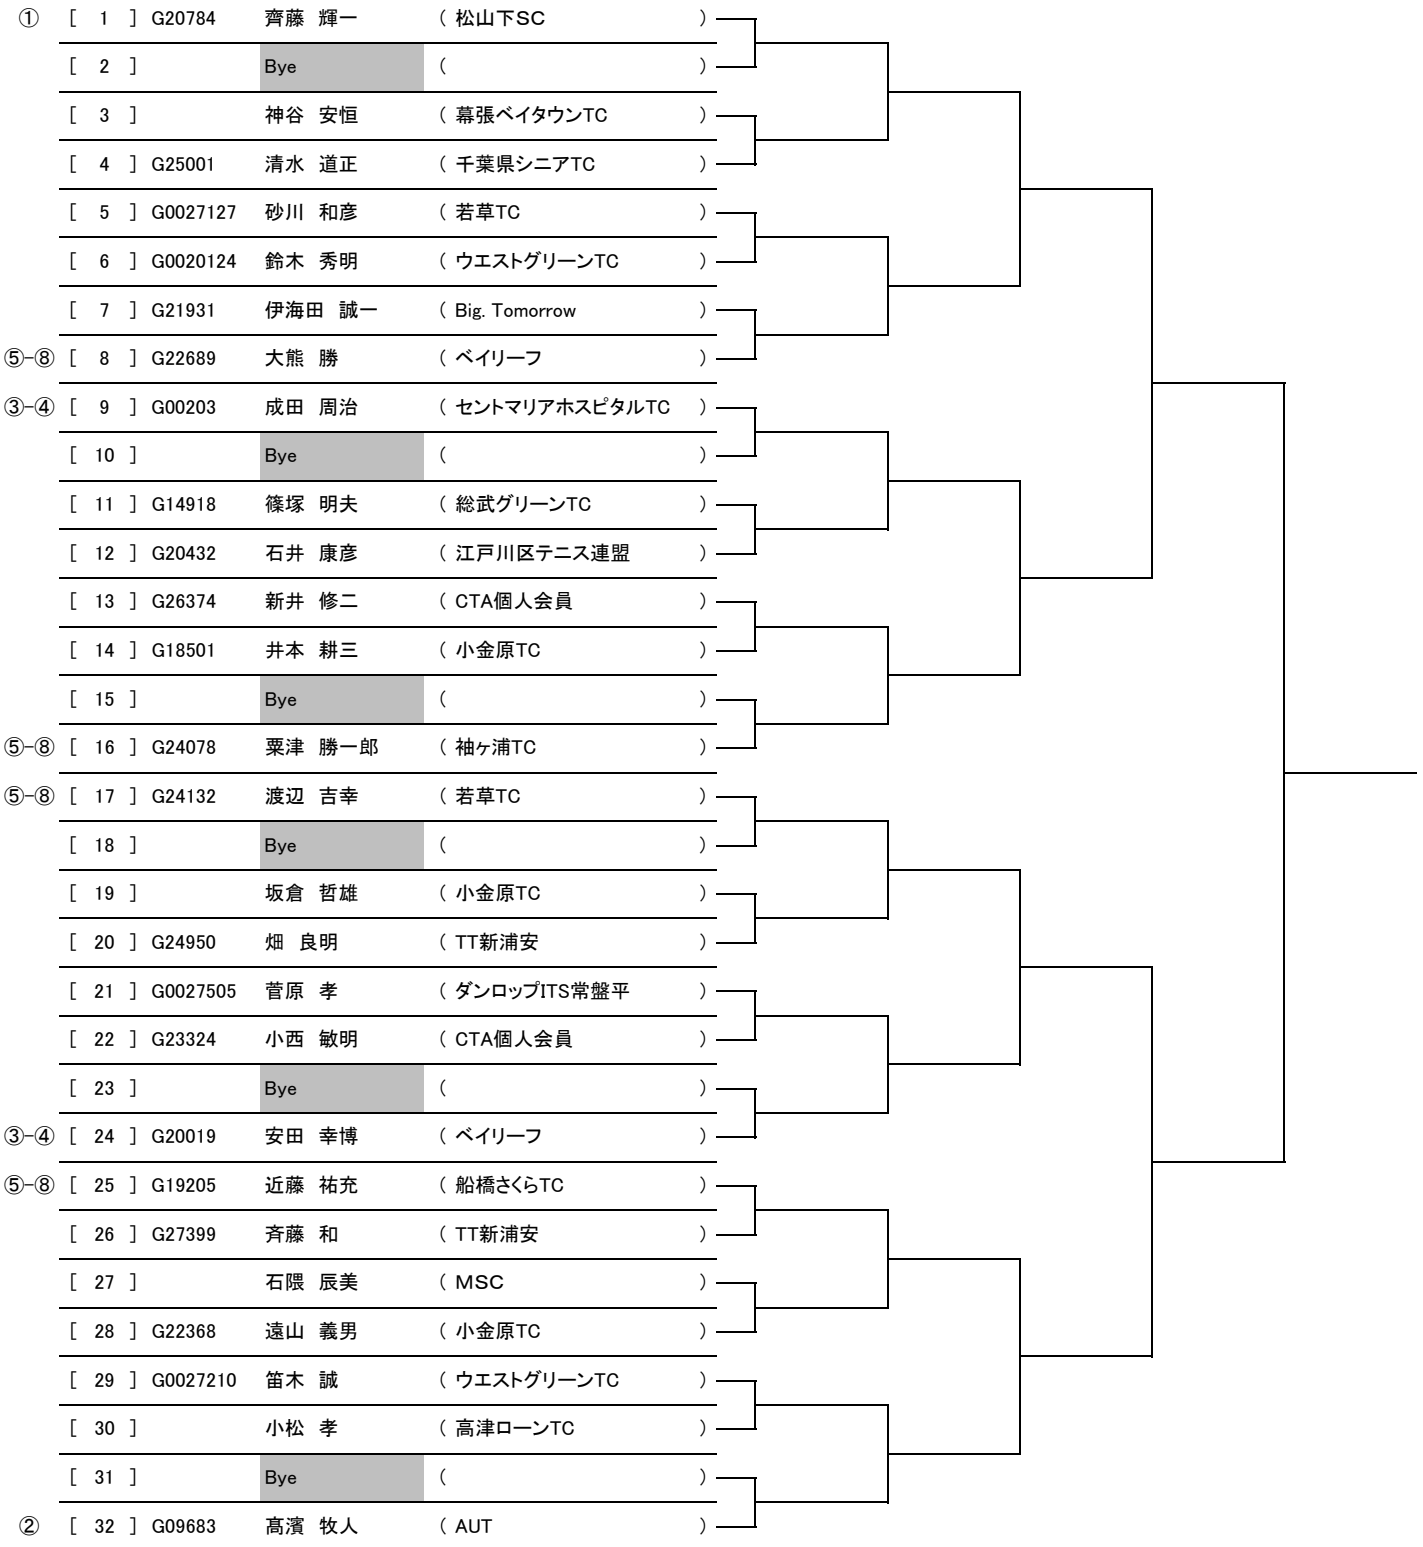 ① [ 1 ] G20784 齊藤 輝一 ( 松山下SC )
[ 2 ] Bye ( )
[ 3 ] 神谷 安恒 ( 幕張ベイタウンTC )
[ 4 ] G25001 清水 道正 ( 千葉県シニアTC )
[ 5 ] G0027127 砂川 和彦 ( 若草TC )
[ 6 ] G0020124 鈴木 秀明 ( ウエストグリーンTC )
[ 7 ] G21931 伊海田 誠一 ( Big. Tomorrow )
⑤-⑧ [ 8 ] G22689 大熊 勝 ( ベイリーフ )
③-④ [ 9 ] G00203 成田 周治 ( セントマリアホスピタルTC )
[ 10 ] Bye ( )
[ 11 ] G14918 篠塚 明夫 ( 総武グリーンTC )
[ 12 ] G20432 石井 康彦 ( 江戸川区テニス連盟 )
[ 13 ] G26374 新井 修二 ( CTA個人会員 )
[ 14 ] G18501 井本 耕三 ( 小金原TC )
[ 15 ] Bye ( )
⑤-⑧ [ 16 ] G24078 粟津 勝一郎 ( 袖ヶ浦TC )
⑤-⑧ [ 17 ] G24132 渡辺 吉幸 ( 若草TC )
[ 18 ] Bye ( )
[ 19 ] 坂倉 哲雄 ( 小金原TC )
[ 20 ] G24950 畑 良明 ( TT新浦安 )
[ 21 ] G0027505 菅原 孝 ( ダンロップITS常盤平 )
[ 22 ] G23324 小西 敏明 ( CTA個人会員 )
[ 23 ] Bye ( )
③-④ [ 24 ] G20019 安田 幸博 ( ベイリーフ )
⑤-⑧ [ 25 ] G19205 近藤 祐充 ( 船橋さくらTC )
[ 26 ] G27399 斉藤 和 ( TT新浦安 )
[ 27 ] 石隈 辰美 ( MSC )
[ 28 ] G22368 遠山 義男 ( 小金原TC )
[ 29 ] G0027210 笛木 誠 ( ウエストグリーンTC )
[ 30 ] 小松 孝 ( 高津ローンTC )
[ 31 ] Bye ( )
② [ 32 ] G09683 髙濱 牧人 ( AUT )